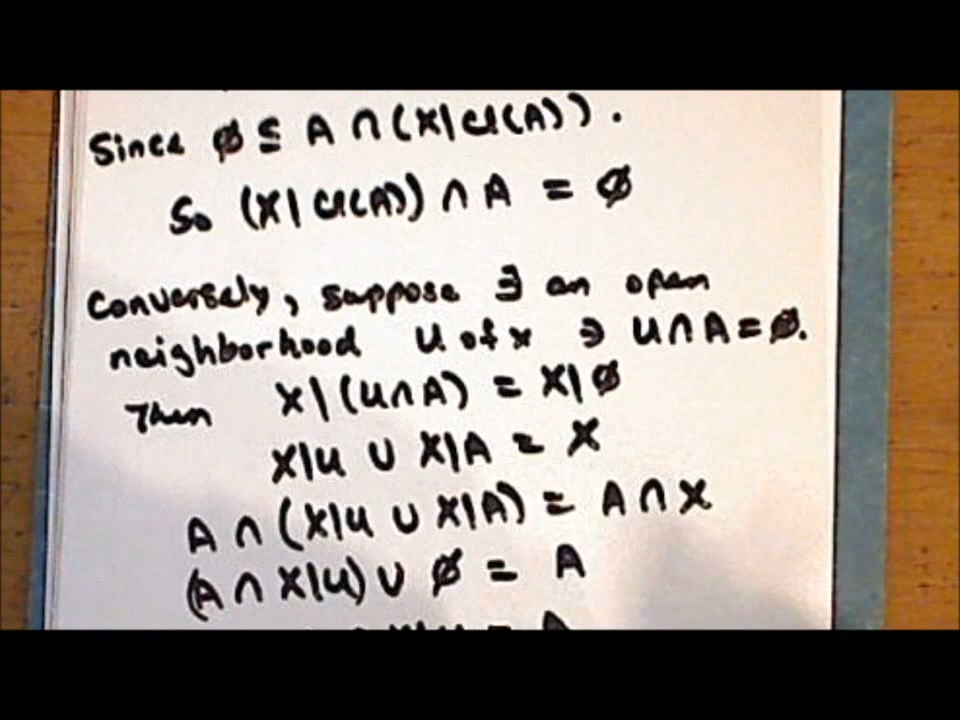 Since ∅ ⊆ A ∩ (X|cl(A)).
So (X|cl(A)) ∩ A = ∅
Conversely, suppose ∃ an open
neighborhood U of x ∋ U∩A=∅.
Then X|(U∩A) = X|∅
X|U ∪ X|A = X
A ∩ (X|U ∪ X|A) = A ∩ X
(A ∩ X|U) ∪ ∅ = A